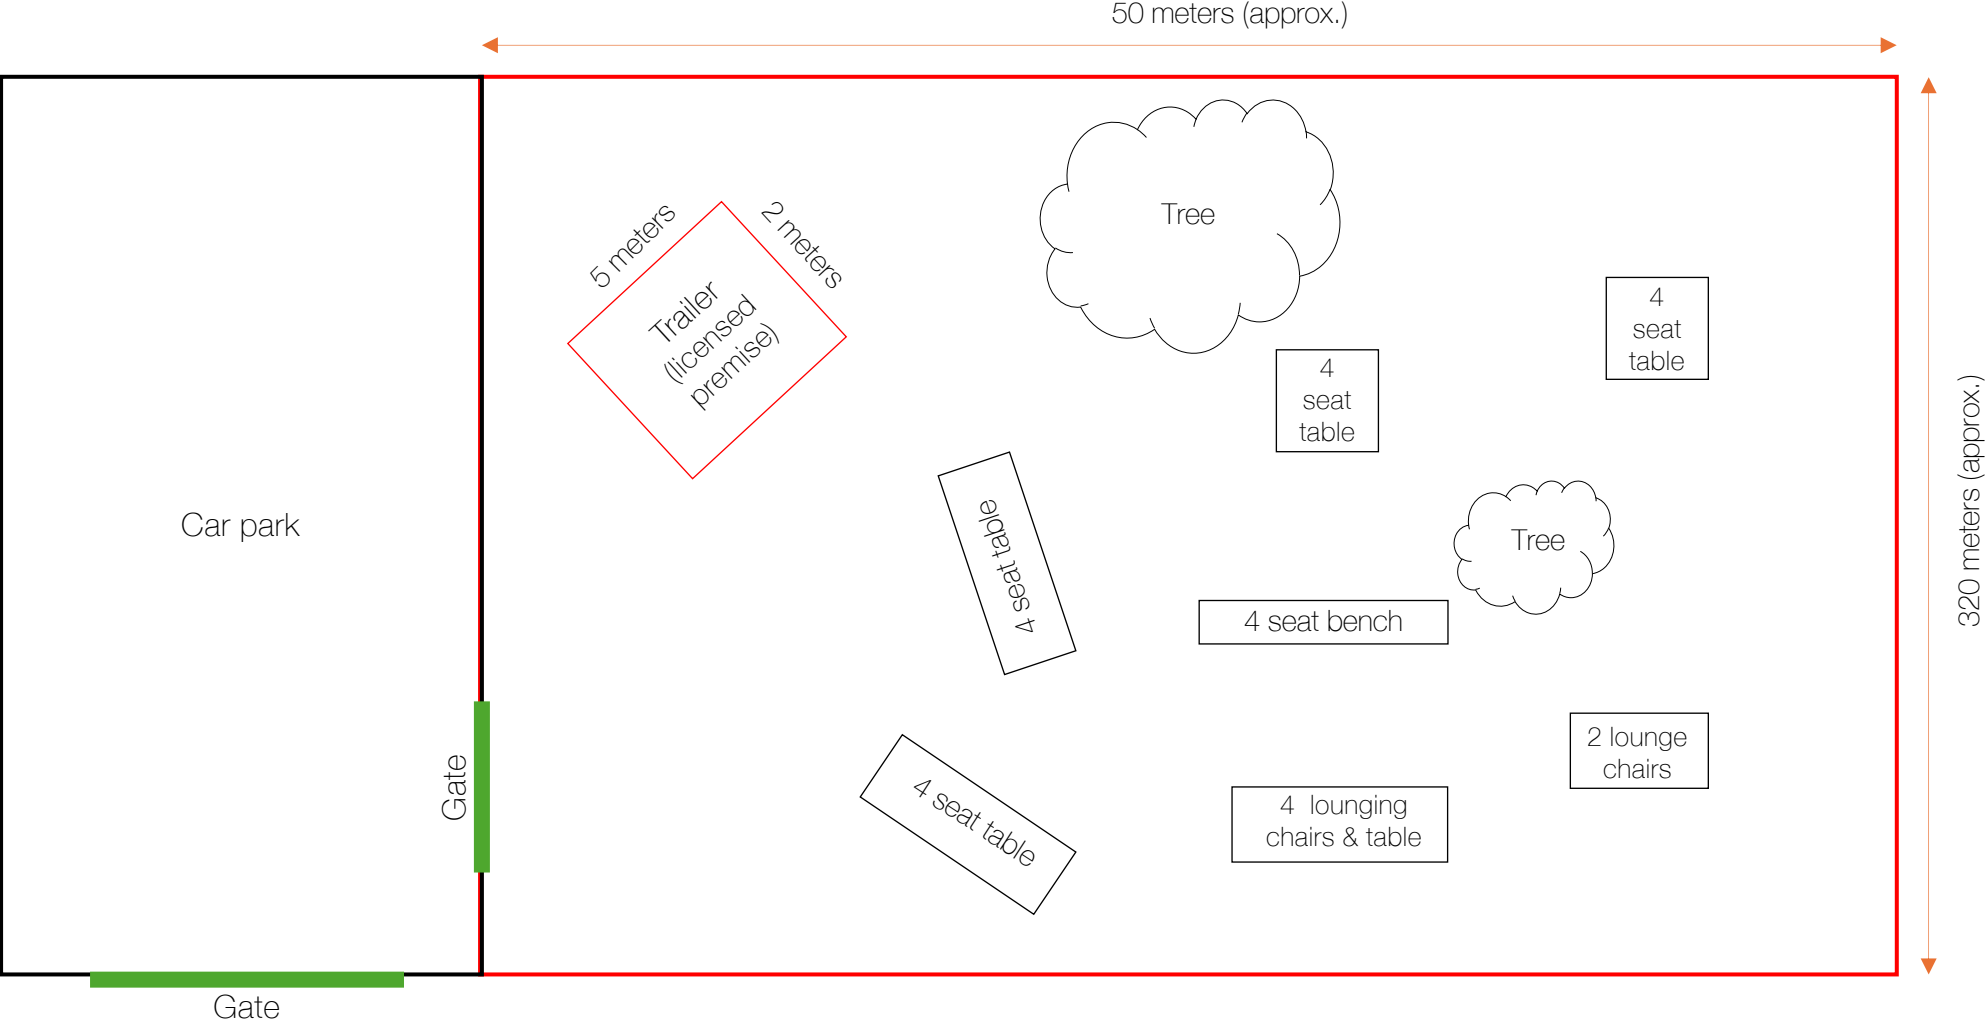 50 meters (approx.)
5 meters
2 meters
Trailer
(licensed
premise)
Tree
4
seat
table
4
seat
table
320 meters (approx.)
Car park
4 seat table
Tree
4 seat bench
2 lounge
chairs
Gate
4 seat table
4 lounging
chairs & table
Gate